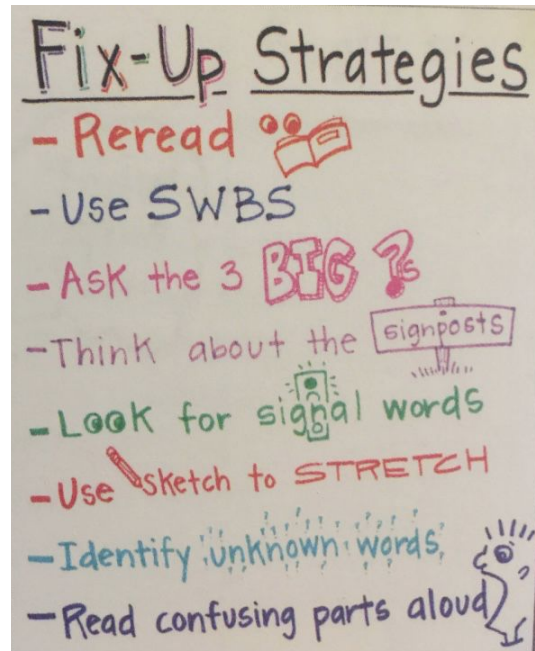 Fix-Up Strategies
- Reread
- Use SWBS
- Ask the 3 BIG ?s
- Think about the signposts
- Look for signal words
- Use sketch to STRETCH
- Identify unknown words
- Read confusing parts aloud